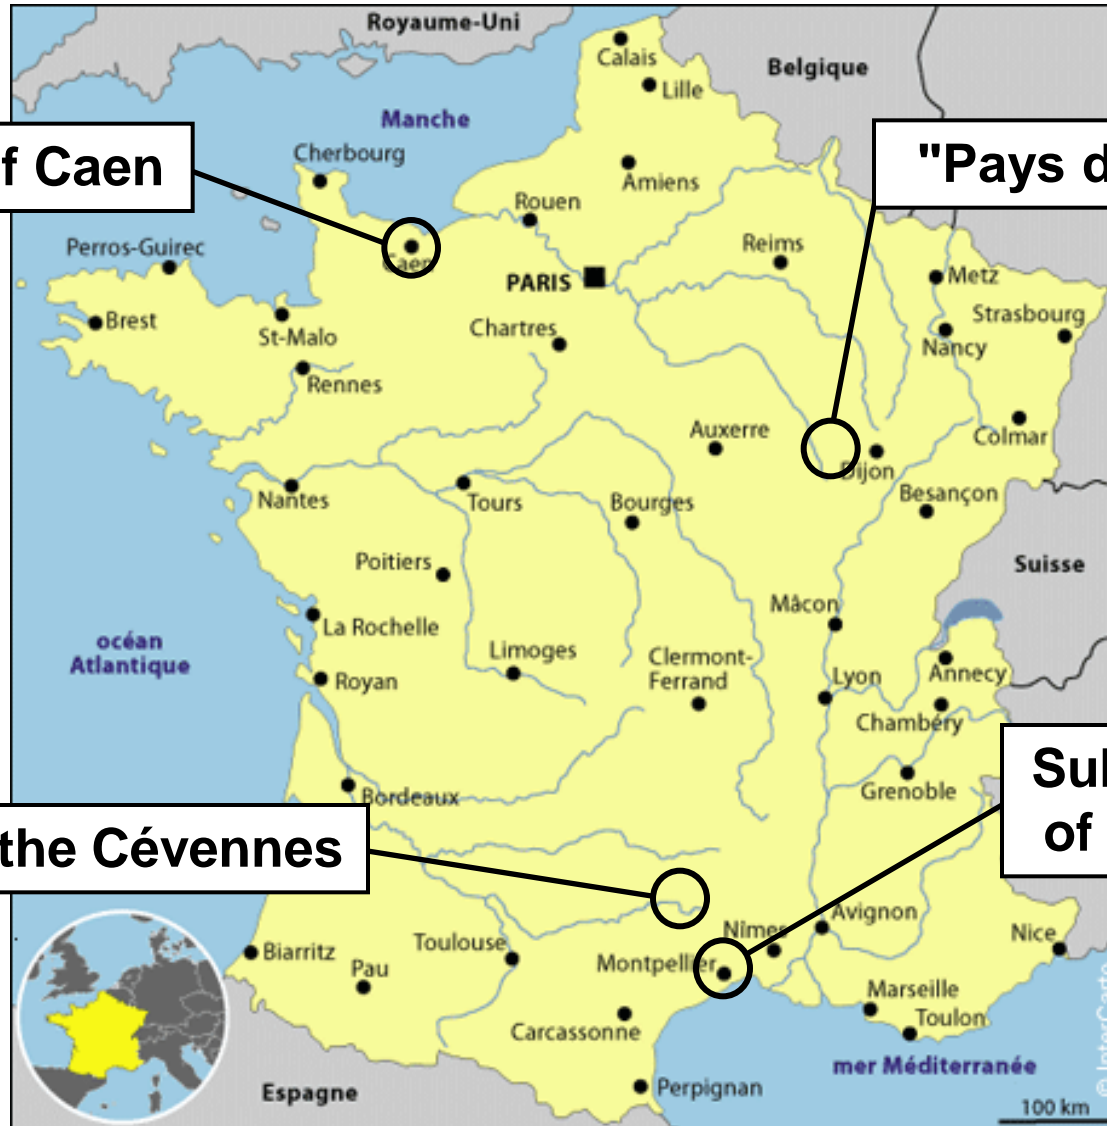 Royaume-Uni
Calais
Belgique
Lille
Manche
f Caen
Cherbourg
"Pays d
Amiens
Rouen
Perros-Guirec
Reims
Caen
PARIS
Metz
Brest
Strasbourg
St-Malo
Chartres
Nancy
Rennes
Auxerre
Colmar
Dijon
Nantes
Tours
Bourges
Besançon
Poitiers
Suisse
Mâcon
La Rochelle
océan
Atlantique
Limoges
Clermont-
Ferrand
Annecy
Royan
Lyon
Chambéry
Grenoble
Bordeaux
Sul
of
the Cévennes
Avignon
Nîmes
Nice
Biarritz
Toulouse
Montpellier
Pau
Marseille
Toulon
Carcassonne
mer Méditerranée
Espagne
Perpignan
100 km
© InterCarto